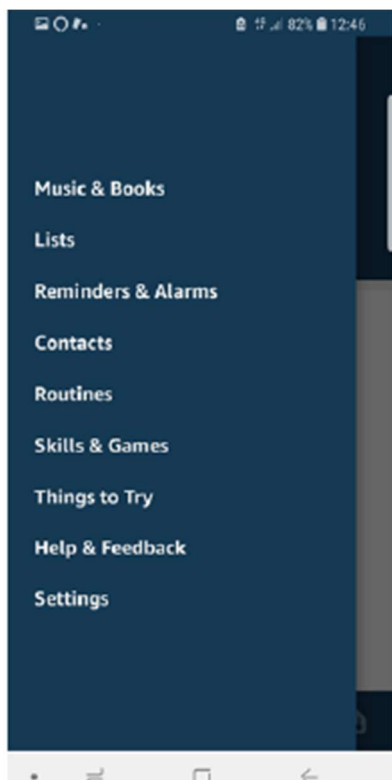 82% 12:46
Music & Books
Lists
Reminders & Alarms
Contacts
Routines
Skills & Games
Things to Try
Help & Feedback
Settings